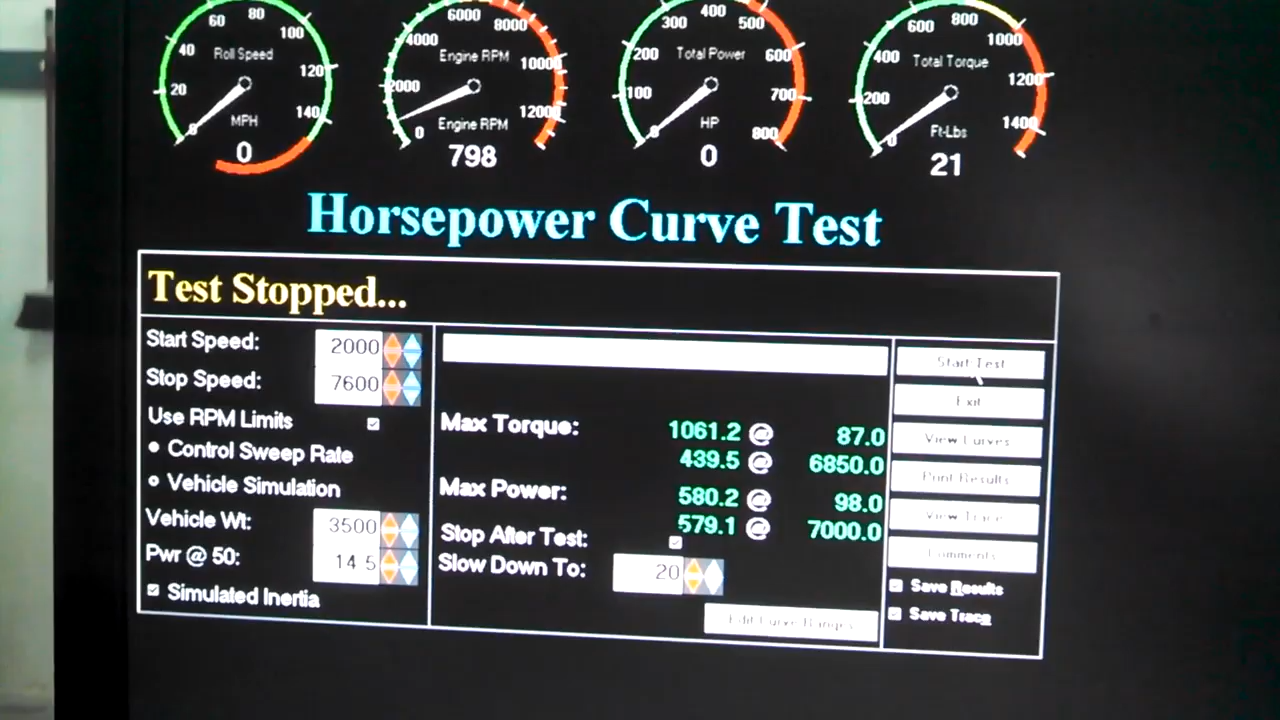 20 40 60 80 100 120 140
Roll Speed
MPH
0
0 2000 4000 6000 8000 10000 12000
Engine RPM
Engine RPM
798
0 100 200 300 400 500 600 700 800
Total Power
HP
0
0 200 400 600 800 1000 1200 1400
Total Torque
Ft-Lbs
21
Horsepower Curve Test
Test Stopped...
Start Speed: 2000
Stop Speed: 7600
Use RPM Limits
Control Sweep Rate
Vehicle Simulation
Vehicle Wt: 3500
Pwr @ 50: 14.5
Simulated Inertia
Max Torque: 1061.2 @ 87.0
439.5 @ 6850.0
Max Power: 580.2 @ 98.0
579.1 @ 7000.0
Stop After Test:
Slow Down To: 20
Edit Curve Ranges
Start Test
Exit
View Curves
Print Results
View Trace
Comments
Save Results
Save Trace